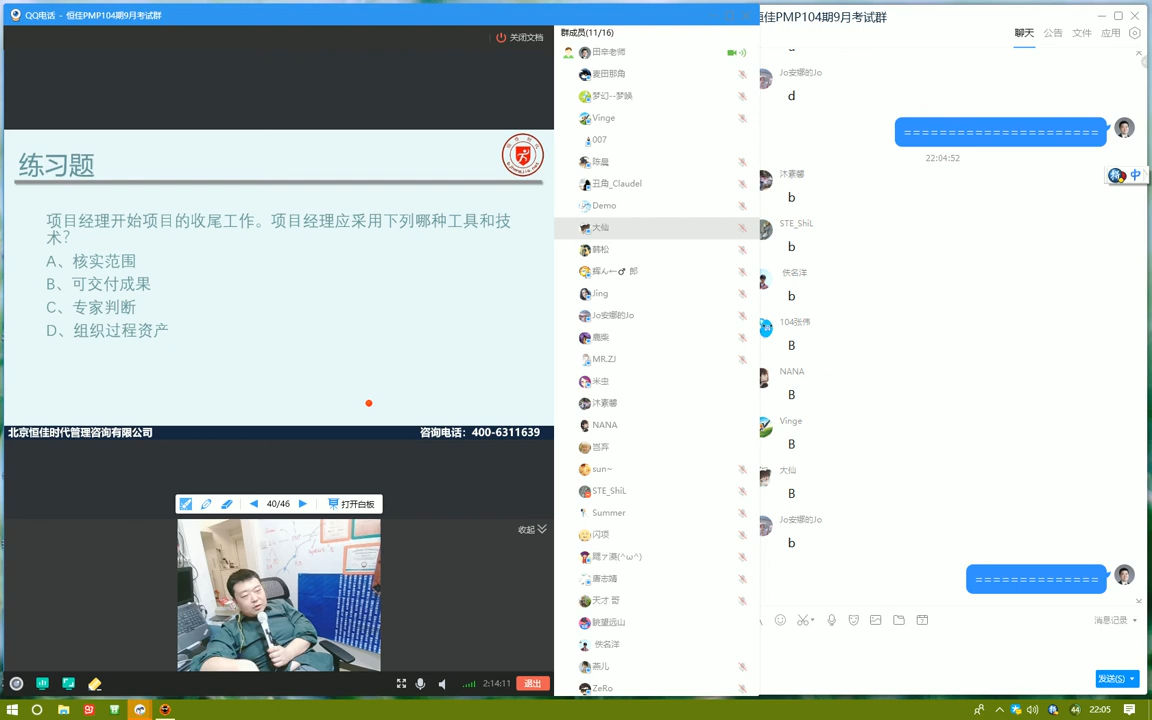 QQ电话 - 恒佳PMP104期9月考试群
关闭文档
练习题
项目经理开始项目的收尾工作。项目经理应采用下列哪种工具和技
术？
A、核实范围
B、可交付成果
C、专家判断
D、组织过程资产
北京恒佳时代管理咨询有限公司
咨询电话：400-6311639
40/46
打开白板
收起
2:14:11
退出
群成员(11/16)
田辛老师
麦田那角
梦幻--梦唤
Vinge
007
陈晨
丑角_Claudel
Demo
大仙
韩松
Jing
Jo安娜的Jo
鹿柴
MR.ZJ
米虫
沐素馨
NANA
岂弃
sun~
STE_ShiL
Summer
闪项
唐志婧
天才 哥
眺望远山
佚名洋
燕儿
ZeRo
恒佳PMP104期9月考试群
聊天
公告
文件
应用
Jo安娜的Jo
d
======================
22:04:52
沐素馨
b
STE_ShiL
b
佚名洋
b
104张伟
B
NANA
B
Vinge
B
大仙
B
Jo安娜的Jo
b
==============
消息记录
发送(S)
中
44
22:05